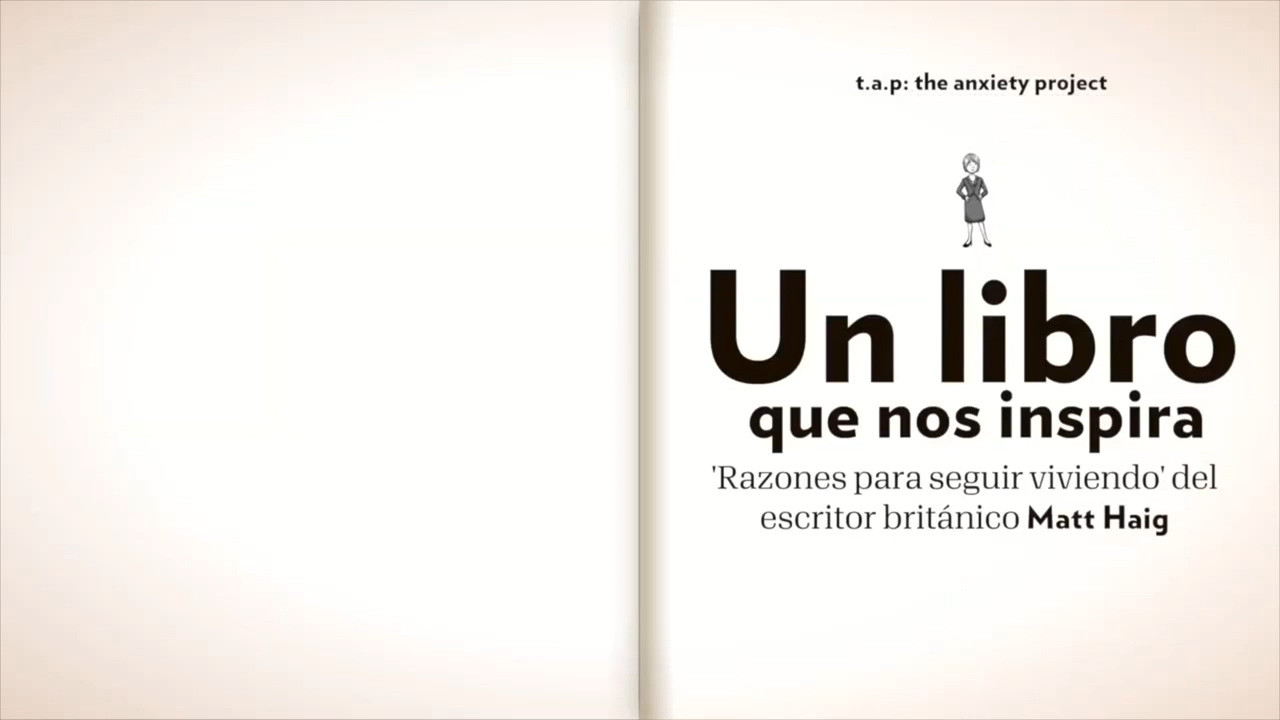 t.a.p: the anxiety project
Un libro
que nos inspira
'Razones para seguir viviendo' del
escritor británico Matt Haig